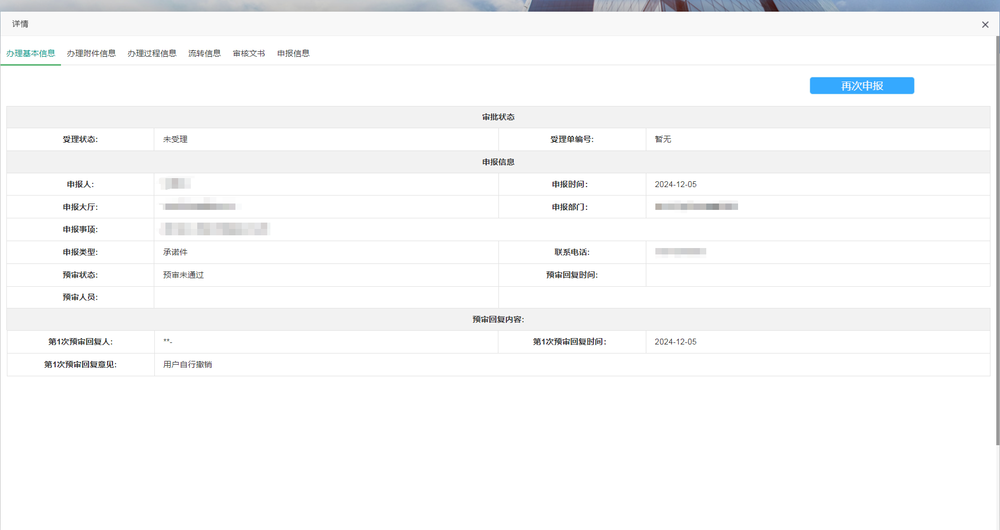 详情
办理基本信息 办理附件信息 办理过程信息 流转信息 审核文书 申报信息
再次申报
审批状态
受理状态: 未受理 受理单编号: 暂无
申报信息
申报人: 申报时间: 2024-12-05
申报大厅: 申报部门:
申报事项:
申报类型: 承诺件 联系电话:
预审状态: 预审未通过 预审回复时间:
预审人员:
预审回复内容:
第1次预审回复人: **- 第1次预审回复时间: 2024-12-05
第1次预审回复意见: 用户自行撤销